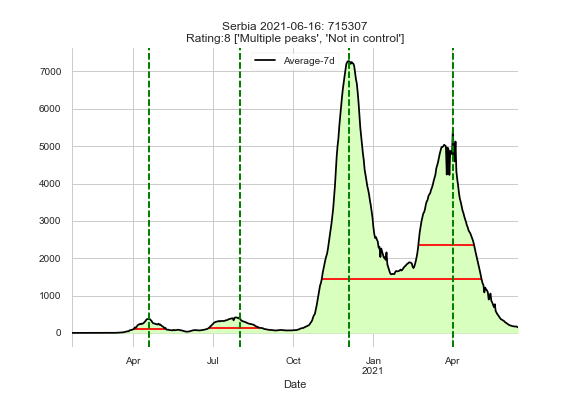 Serbia 2021-06-16: 715307
Rating:8 ['Multiple peaks', 'Not in control']
Average-7d
7000
6000
5000
4000
3000
2000
1000
0
Apr Jul Oct Jan Apr
2021
Date